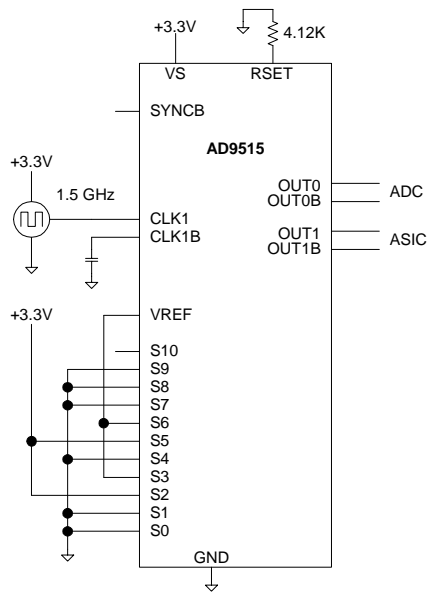 +3.3V
4.12K
VS
RSET
SYNCB
AD9515
+3.3V
1.5 GHz
OUT0
OUT0B
ADC
CLK1
CLK1B
OUT1
OUT1B
ASIC
+3.3V
VREF
S10
S9
S8
S7
S6
S5
S4
S3
S2
S1
S0
GND